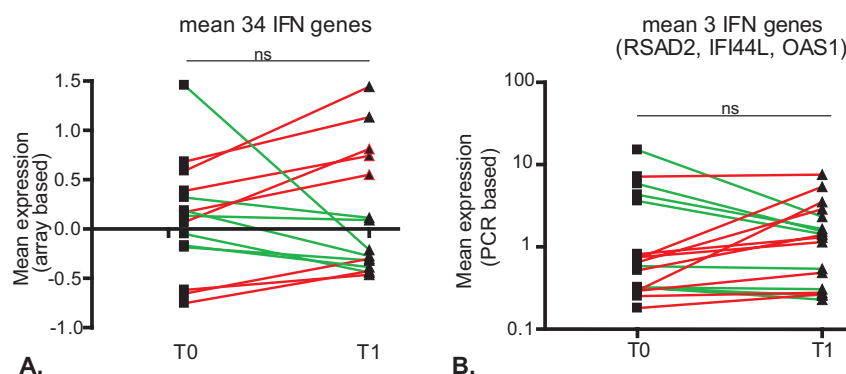 mean 34 IFN genes
ns
1.5
1.0
0.5
0.0
-0.5
-1.0
Mean expression
(array based)
T0
T1
A.
mean 3 IFN genes
(RSAD2, IFI44L, OAS1)
ns
100
10
1
0.1
Mean expression
(PCR based)
T0
T1
B.